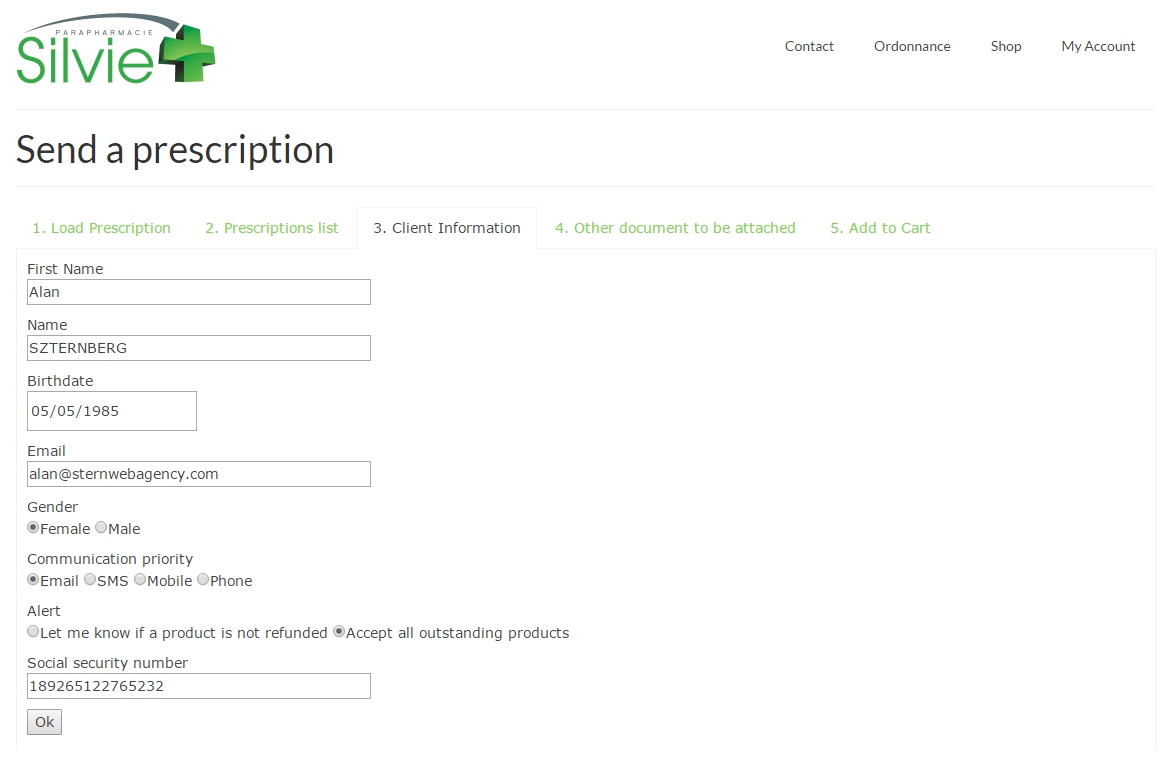 PARAPHARMACIE
Silvie
Contact Ordonnance Shop My Account
Send a prescription
1. Load Prescription 2. Prescriptions list 3. Client Information 4. Other document to be attached 5. Add to Cart
First Name
Alan
Name
SZTERNBERG
Birthdate
05/05/1985
Email
alan@sternwebagency.com
Gender
Female Male
Communication priority
Email SMS Mobile Phone
Alert
Let me know if a product is not refunded Accept all outstanding products
Social security number
189265122765232
Ok